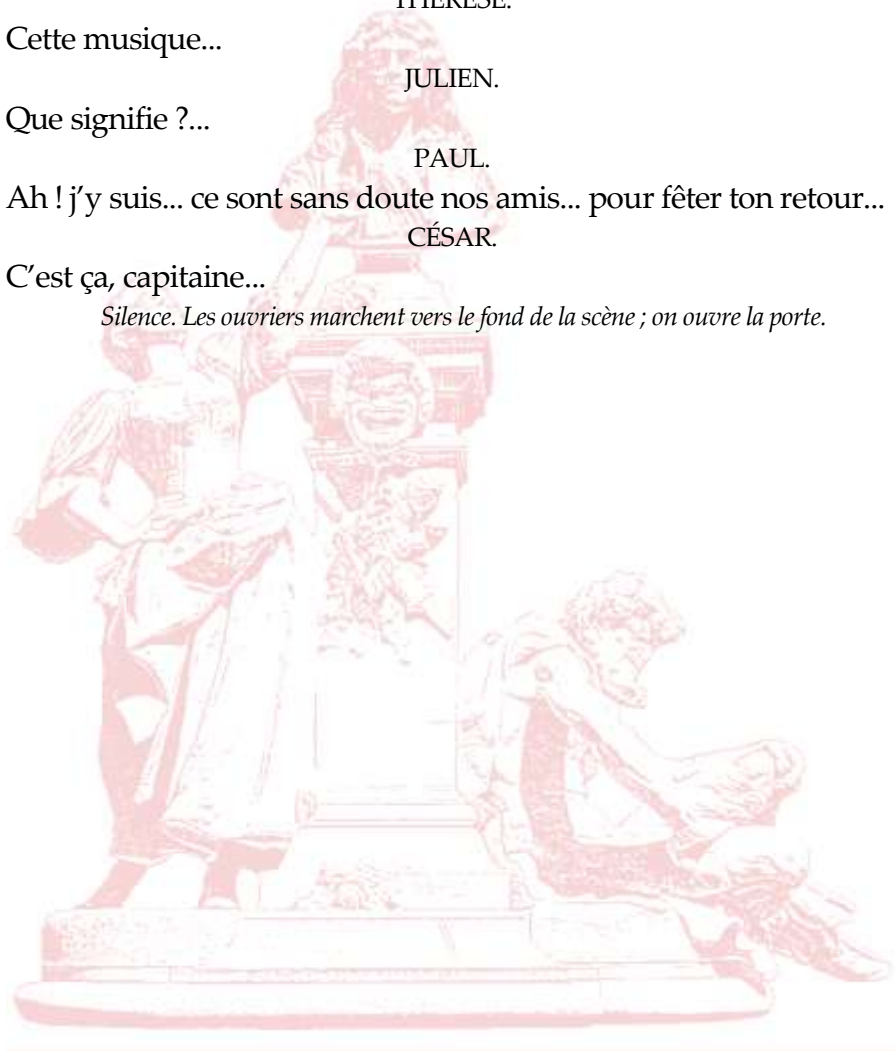 THÉRÈSE.
Cette musique...
JULIEN.
Que signifie ?...
PAUL.
Ah ! j’y suis... ce sont sans doute nos amis... pour fêter ton retour...
CÉSAR.
C’est ça, capitaine...
Silence. Les ouvriers marchent vers le fond de la scène ; on ouvre la porte.